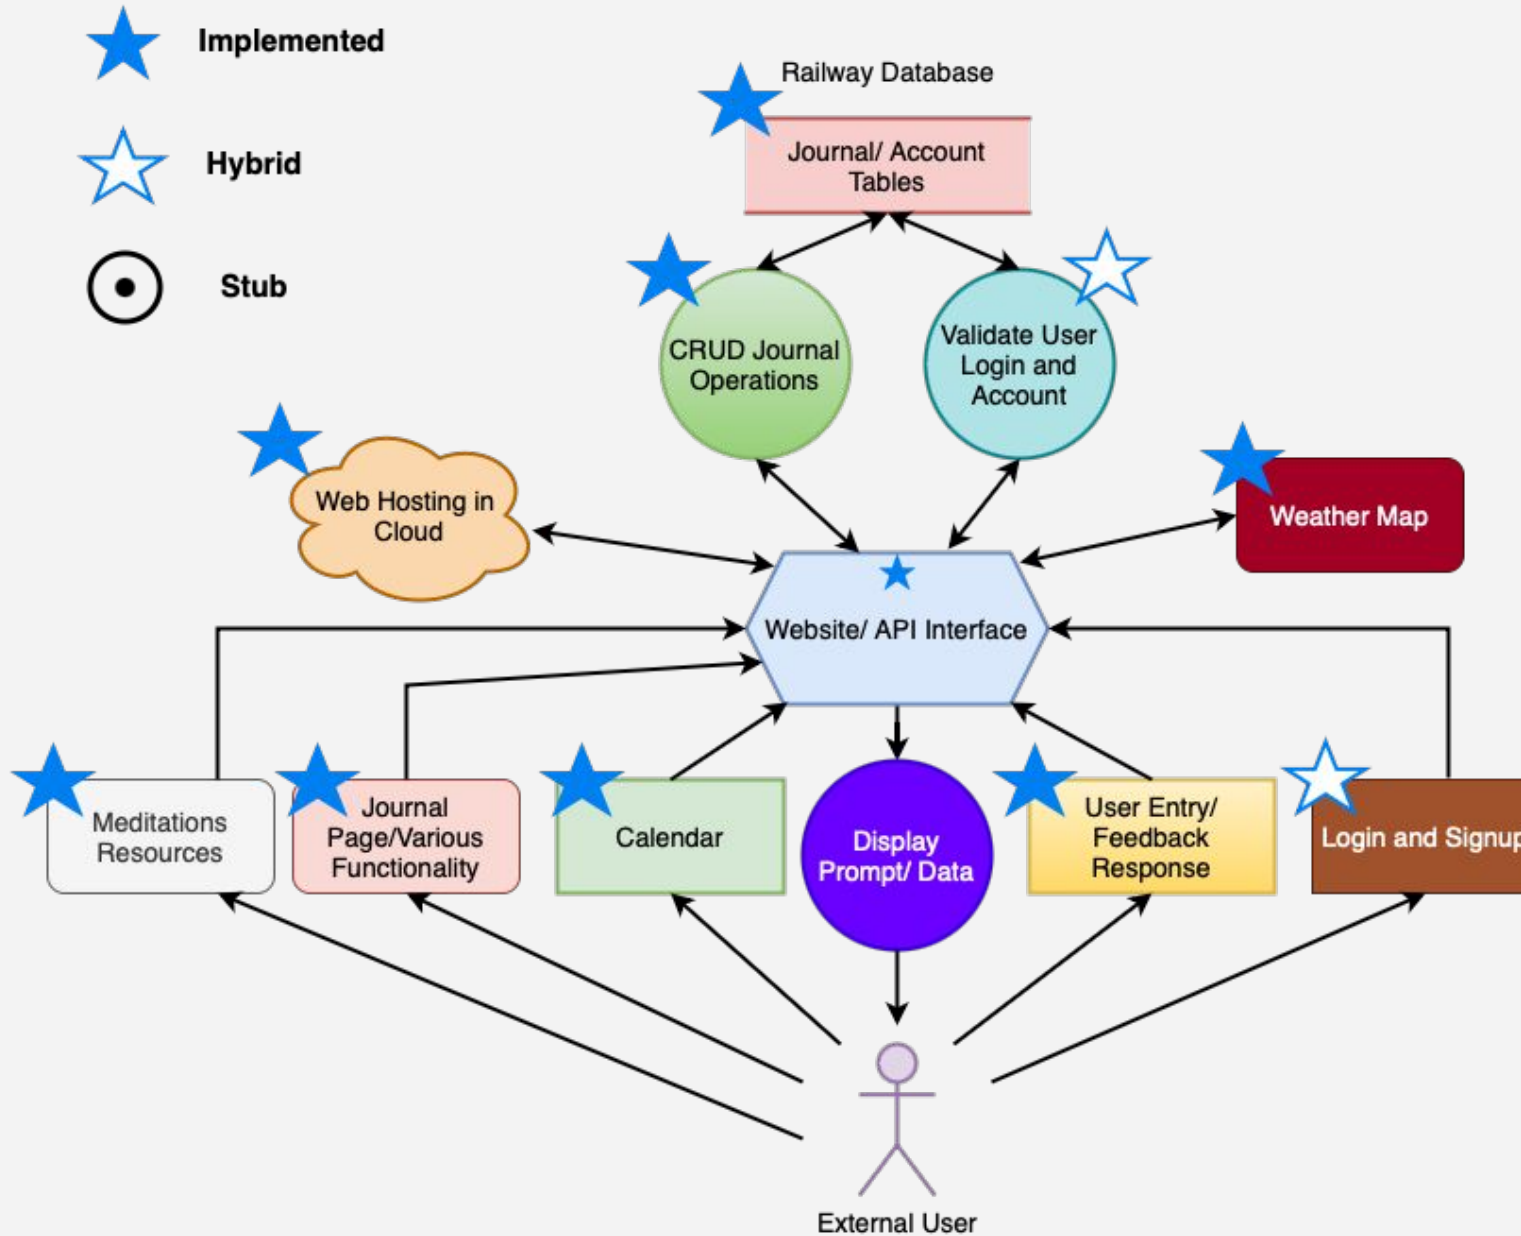 Implemented
Hybrid
Stub
Railway Database
Journal/ Account
Tables
CRUD Journal
Operations
Validate User
Login and
Account
Web Hosting in
Cloud
Weather Map
Website/ API Interface
Meditations
Resources
Journal
Page/Various
Functionality
Calendar
Display
Prompt/ Data
User Entry/
Feedback
Response
Login and Signup
External User